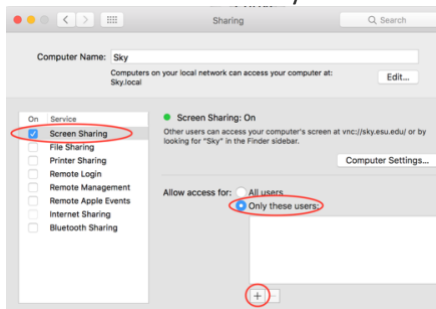 Sharing
Search
Computer Name: Sky
Computers on your local network can access your computer at:
Sky.local
Edit...
On Service
Screen Sharing
File Sharing
Printer Sharing
Remote Login
Remote Management
Remote Apple Events
Internet Sharing
Bluetooth Sharing
Screen Sharing: On
Other users can access your computer's screen at vnc://sky.esu.edu/ or by
looking for "Sky" in the Finder sidebar.
Computer Settings...
Allow access for: All users
Only these users:
+ −